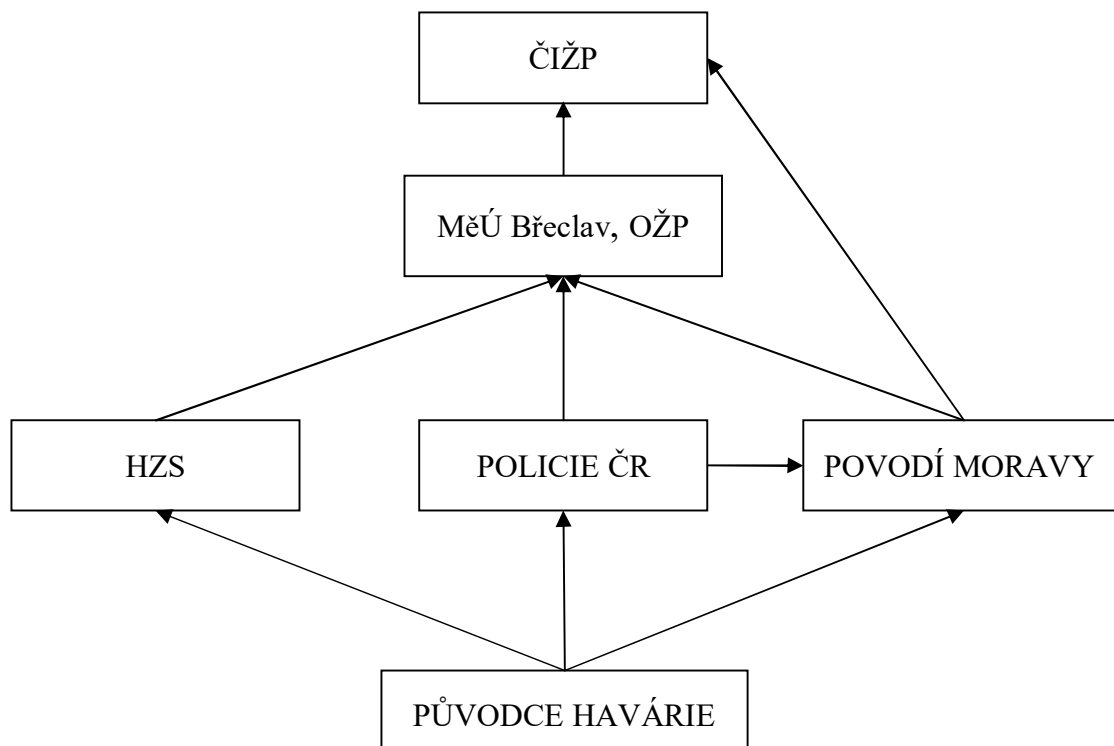 ČIŽP
MěÚ Břeclav, OŽP
HZS
POLICIE ČR
POVODÍ MORAVY
PŮVODCE HAVÁRIE